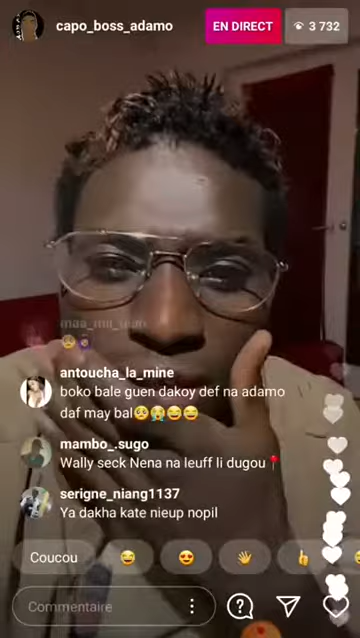 capo_boss_adamo
EN DIRECT
3 732
antoucha_la_mine
boko bale guen dakoy def na adamo
daf may bal🥺😭😂😂
mambo_.sugo
Wally seck Nena na leuff li dugou📍
serigne_niang1137
Ya dakha kate nieup nopil
Coucou
Commentaire